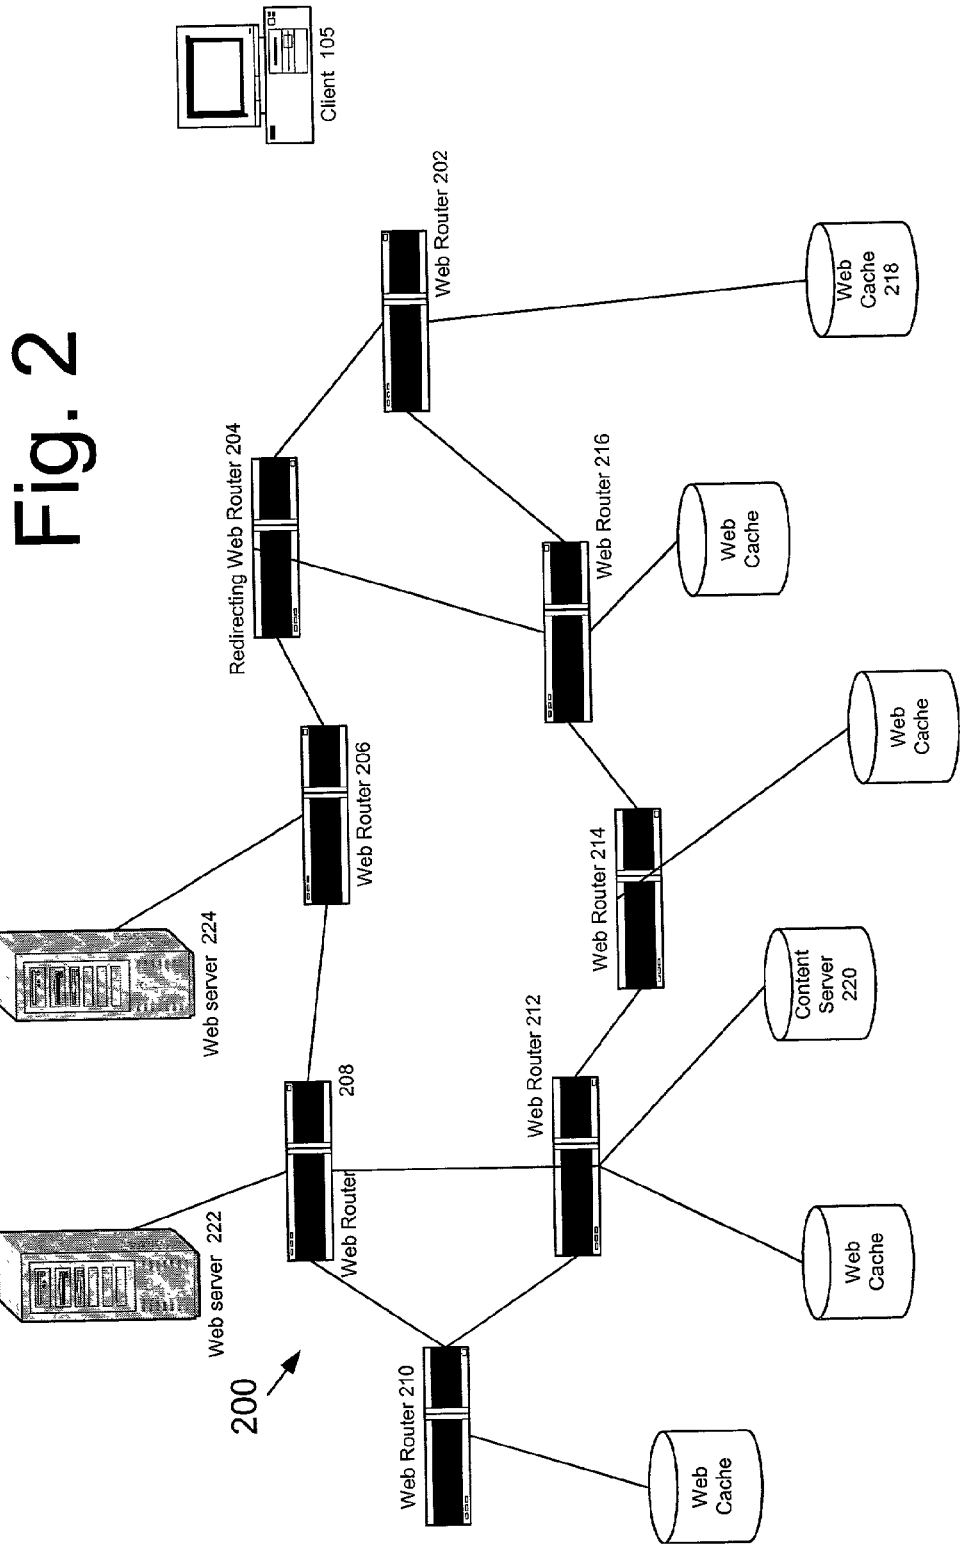 Fig. 2
200
Web server 222
Web server 224
Redirecting Web Router 204
Client 105
Web Router 210
Web Router
208
Web Router 206
Web Router 202
Web Router 212
Web Router 214
Web Router 216
Web
Cache
Web
Cache
Content
Server
220
Web
Cache
Web
Cache
Web
Cache
218